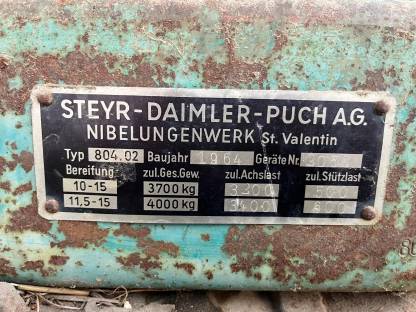 STEYR-DAIMLER-PUCH A.G.
NIBELUNGENWERK St. Valentin
Typ 804.02 Baujahr 1964 Geräte Nr.
Bereifung zul.Ges.Gew. zul.Achslast zul.Stützlast
10-15 3700 kg 3300
11,5-15 4000 kg